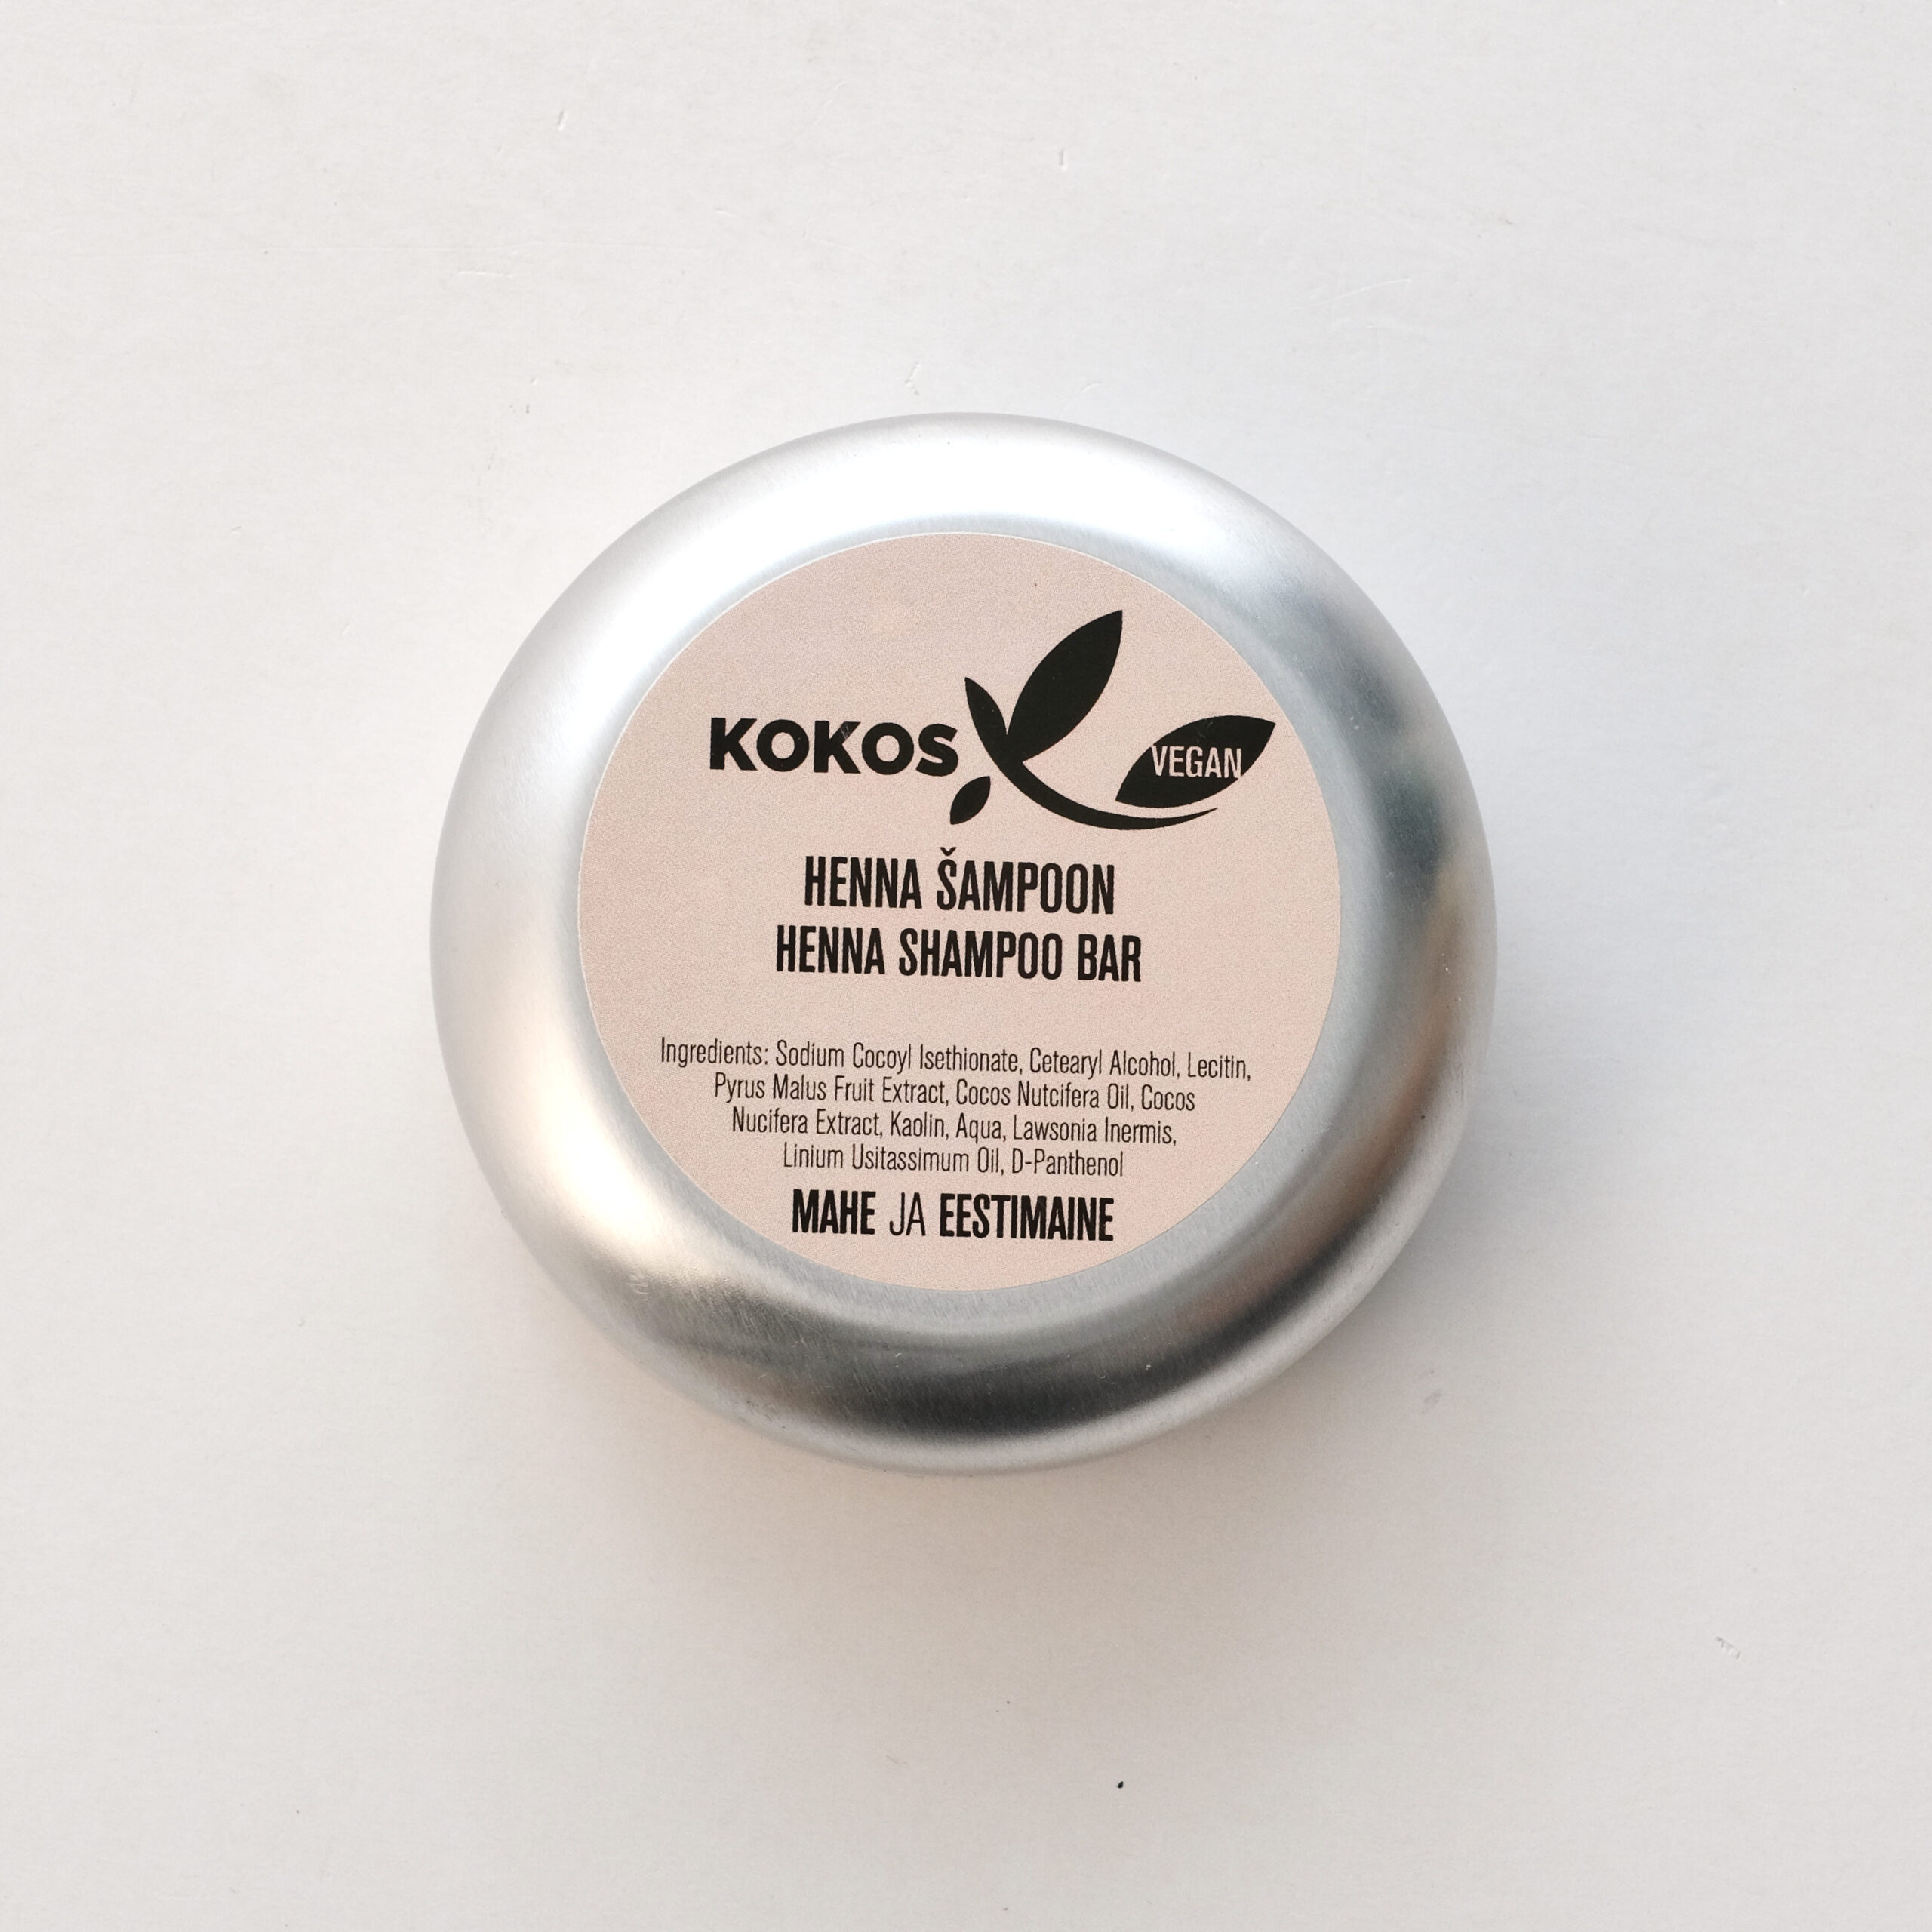 KOKOS
VEGAN
HENNA ŠAMPOON
HENNA SHAMPOO BAR
Ingredients: Sodium Cocoyl Isethionate, Cetearyl Alcohol, Lecitin,
Pyrus Malus Fruit Extract, Cocos Nutcifera Oil, Cocos
Nucifera Extract, Kaolin, Aqua, Lawsonia Inermis,
Linium Usitassimum Oil, D-Panthenol
MAHE JA EESTIMAINE